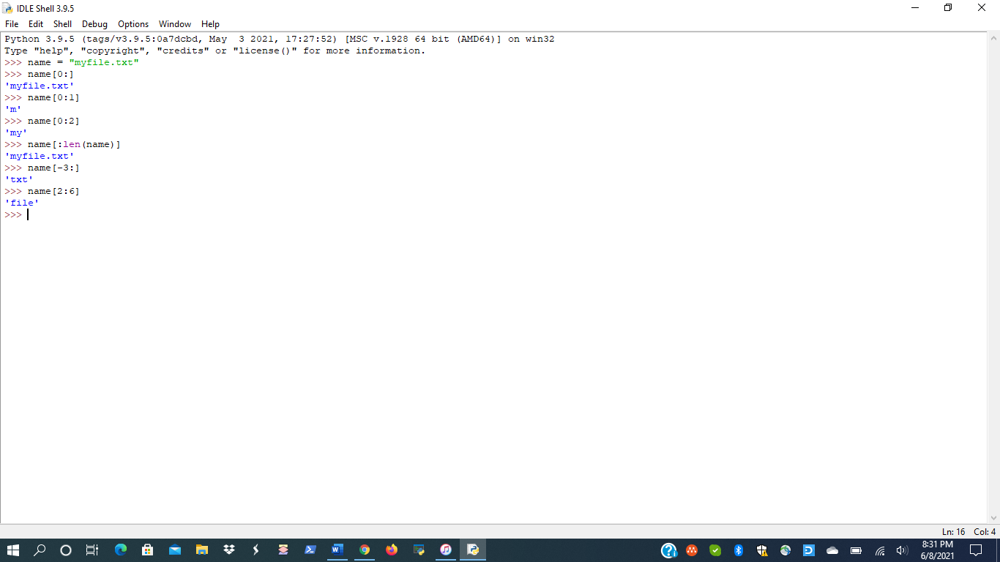 IDLE Shell 3.9.5
File Edit Shell Debug Options Window Help
Python 3.9.5 (tags/v3.9.5:0a7dcbd, May  3 2021, 17:27:52) [MSC v.1928 64 bit (AMD64)] on win32
Type "help", "copyright", "credits" or "license()" for more information.
>>> name = "myfile.txt"
>>> name[0:]
'myfile.txt'
>>> name[0:1]
'm'
>>> name[0:2]
'my'
>>> name[:len(name)]
'myfile.txt'
>>> name[-3:]
'txt'
>>> name[2:6]
'file'
>>>
Ln: 16 Col: 4
8:31 PM
6/8/2021